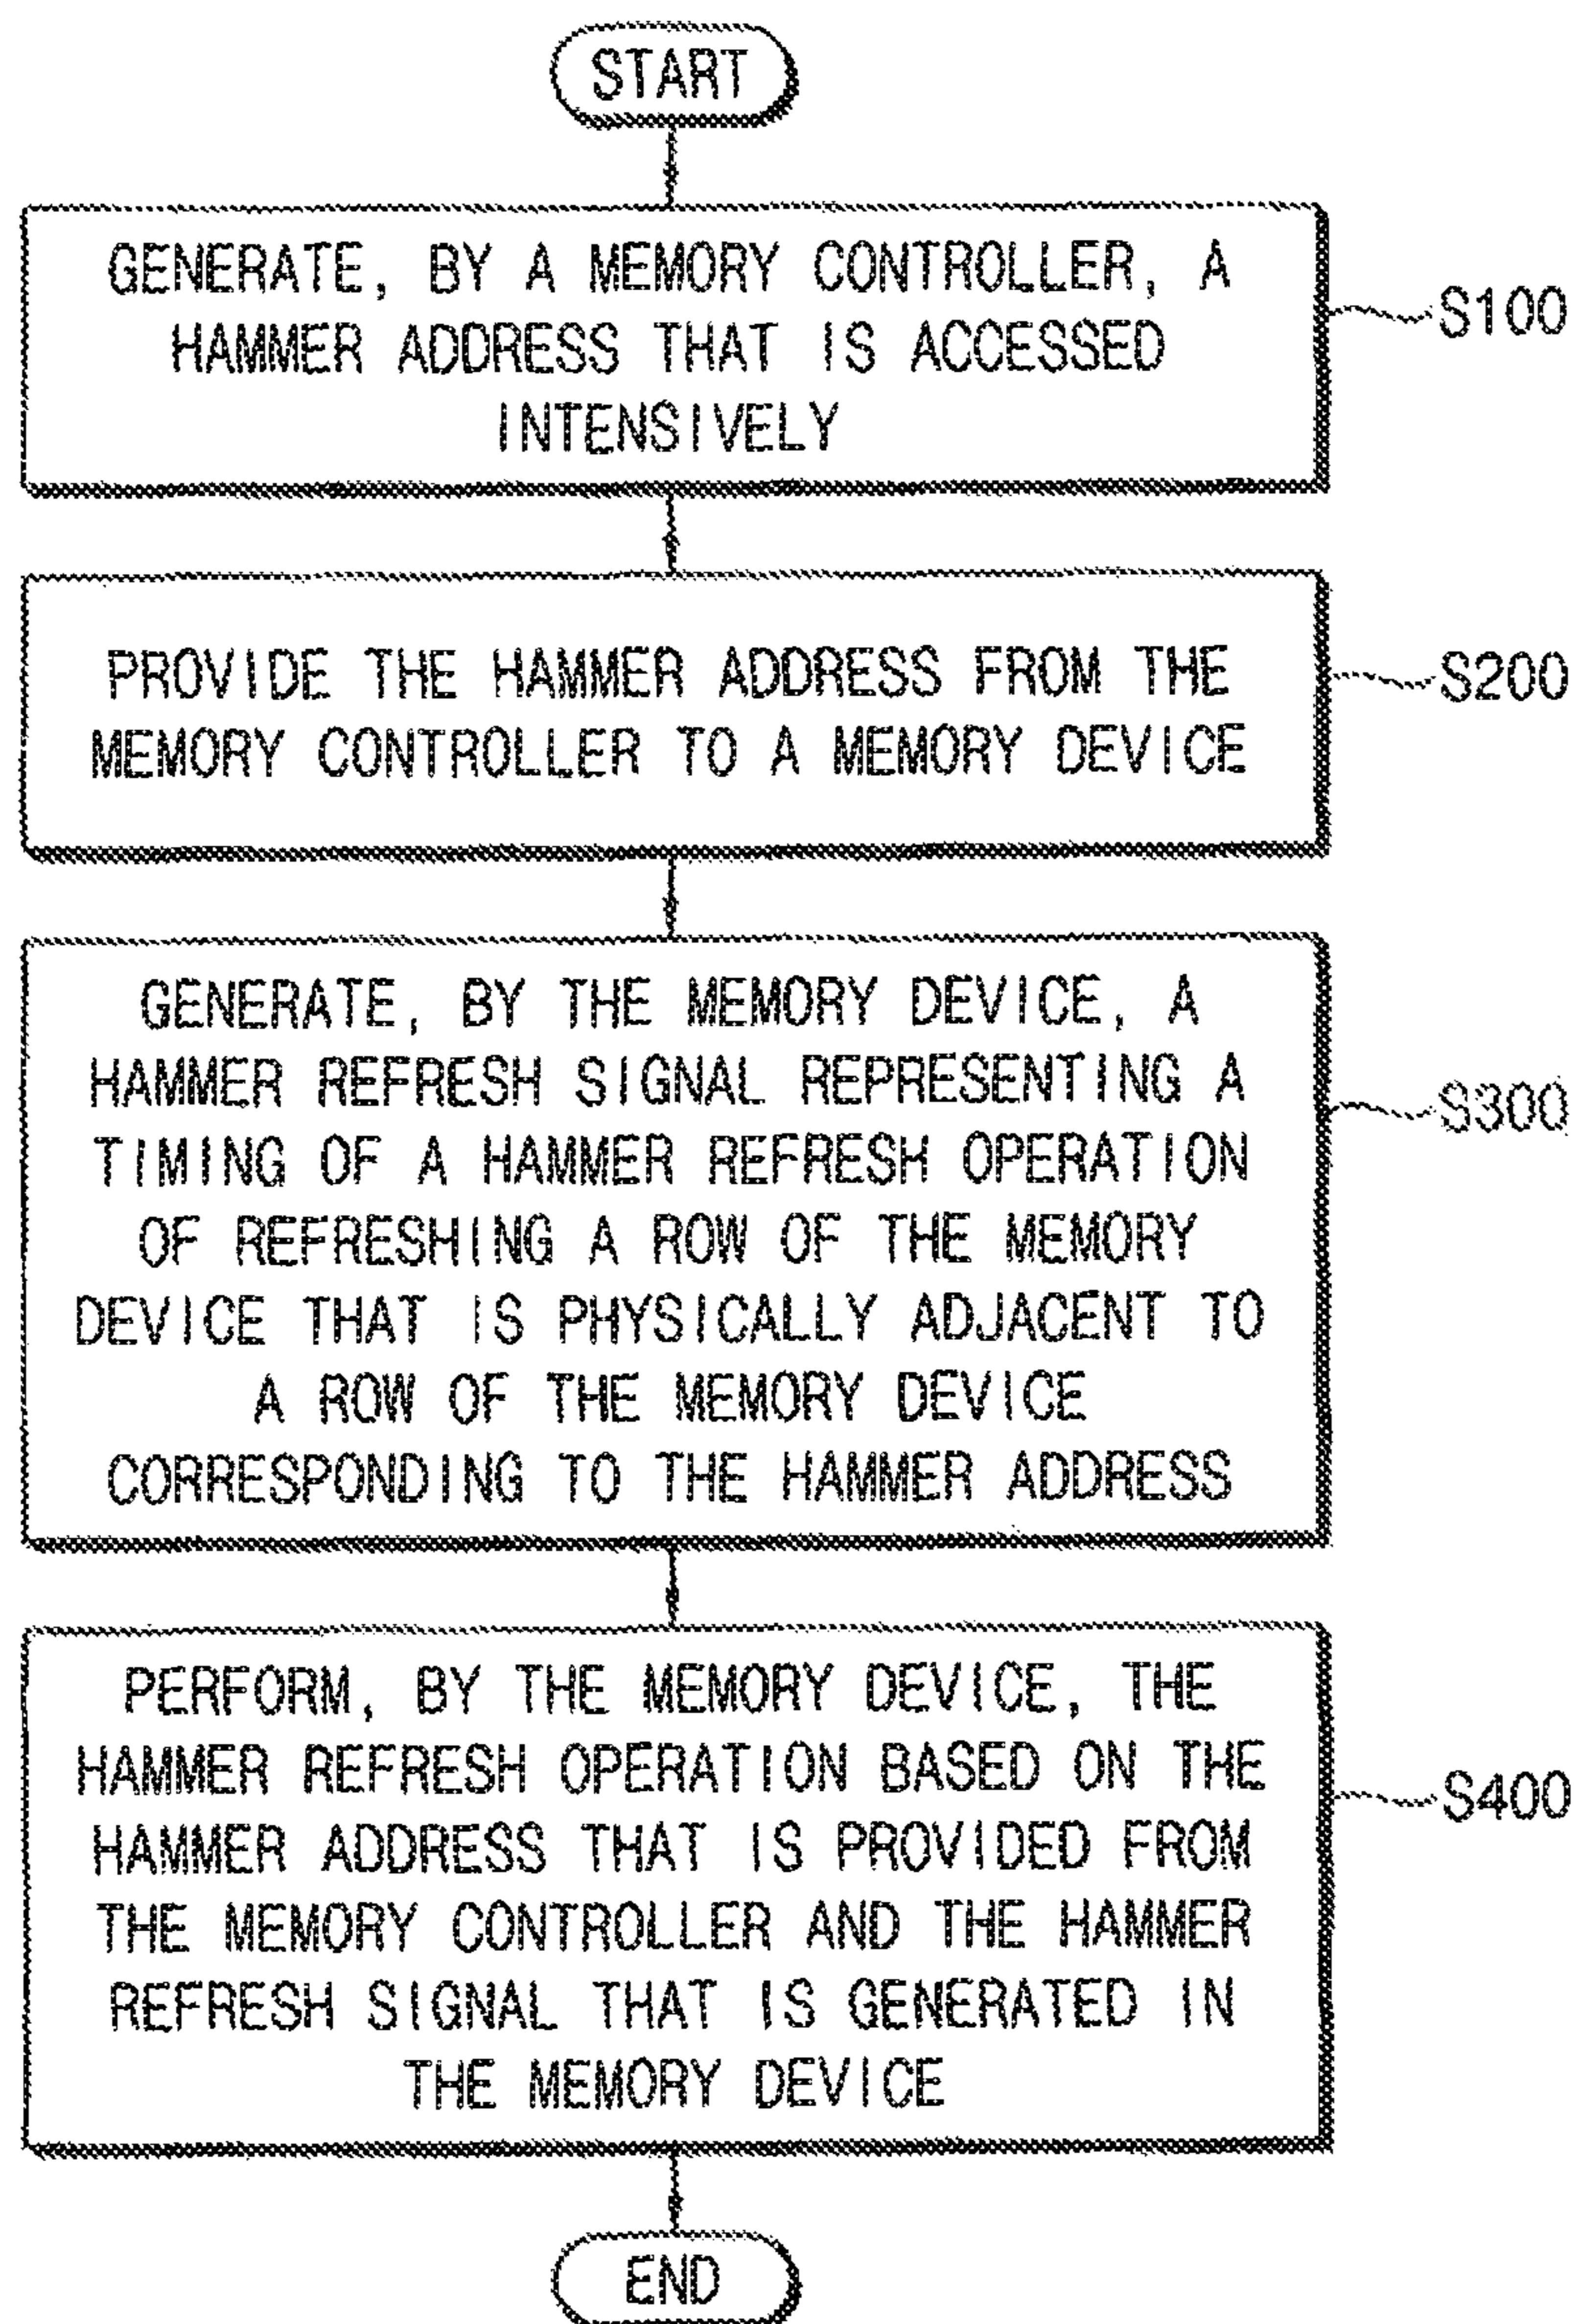 START
GENERATE, BY A MEMORY CONTROLLER, A
HAMMER ADDRESS THAT IS ACCESSED
INTENSIVELY
S100
PROVIDE THE HAMMER ADDRESS FROM THE
MEMORY CONTROLLER TO A MEMORY DEVICE
S200
GENERATE, BY THE MEMORY DEVICE, A
HAMMER REFRESH SIGNAL REPRESENTING A
TIMING OF A HAMMER REFRESH OPERATION
OF REFRESHING A ROW OF THE MEMORY
DEVICE THAT IS PHYSICALLY ADJACENT TO
A ROW OF THE MEMORY DEVICE
CORRESPONDING TO THE HAMMER ADDRESS
S300
PERFORM, BY THE MEMORY DEVICE, THE
HAMMER REFRESH OPERATION BASED ON THE
HAMMER ADDRESS THAT IS PROVIDED FROM
THE MEMORY CONTROLLER AND THE HAMMER
REFRESH SIGNAL THAT IS GENERATED IN
THE MEMORY DEVICE
S400
END